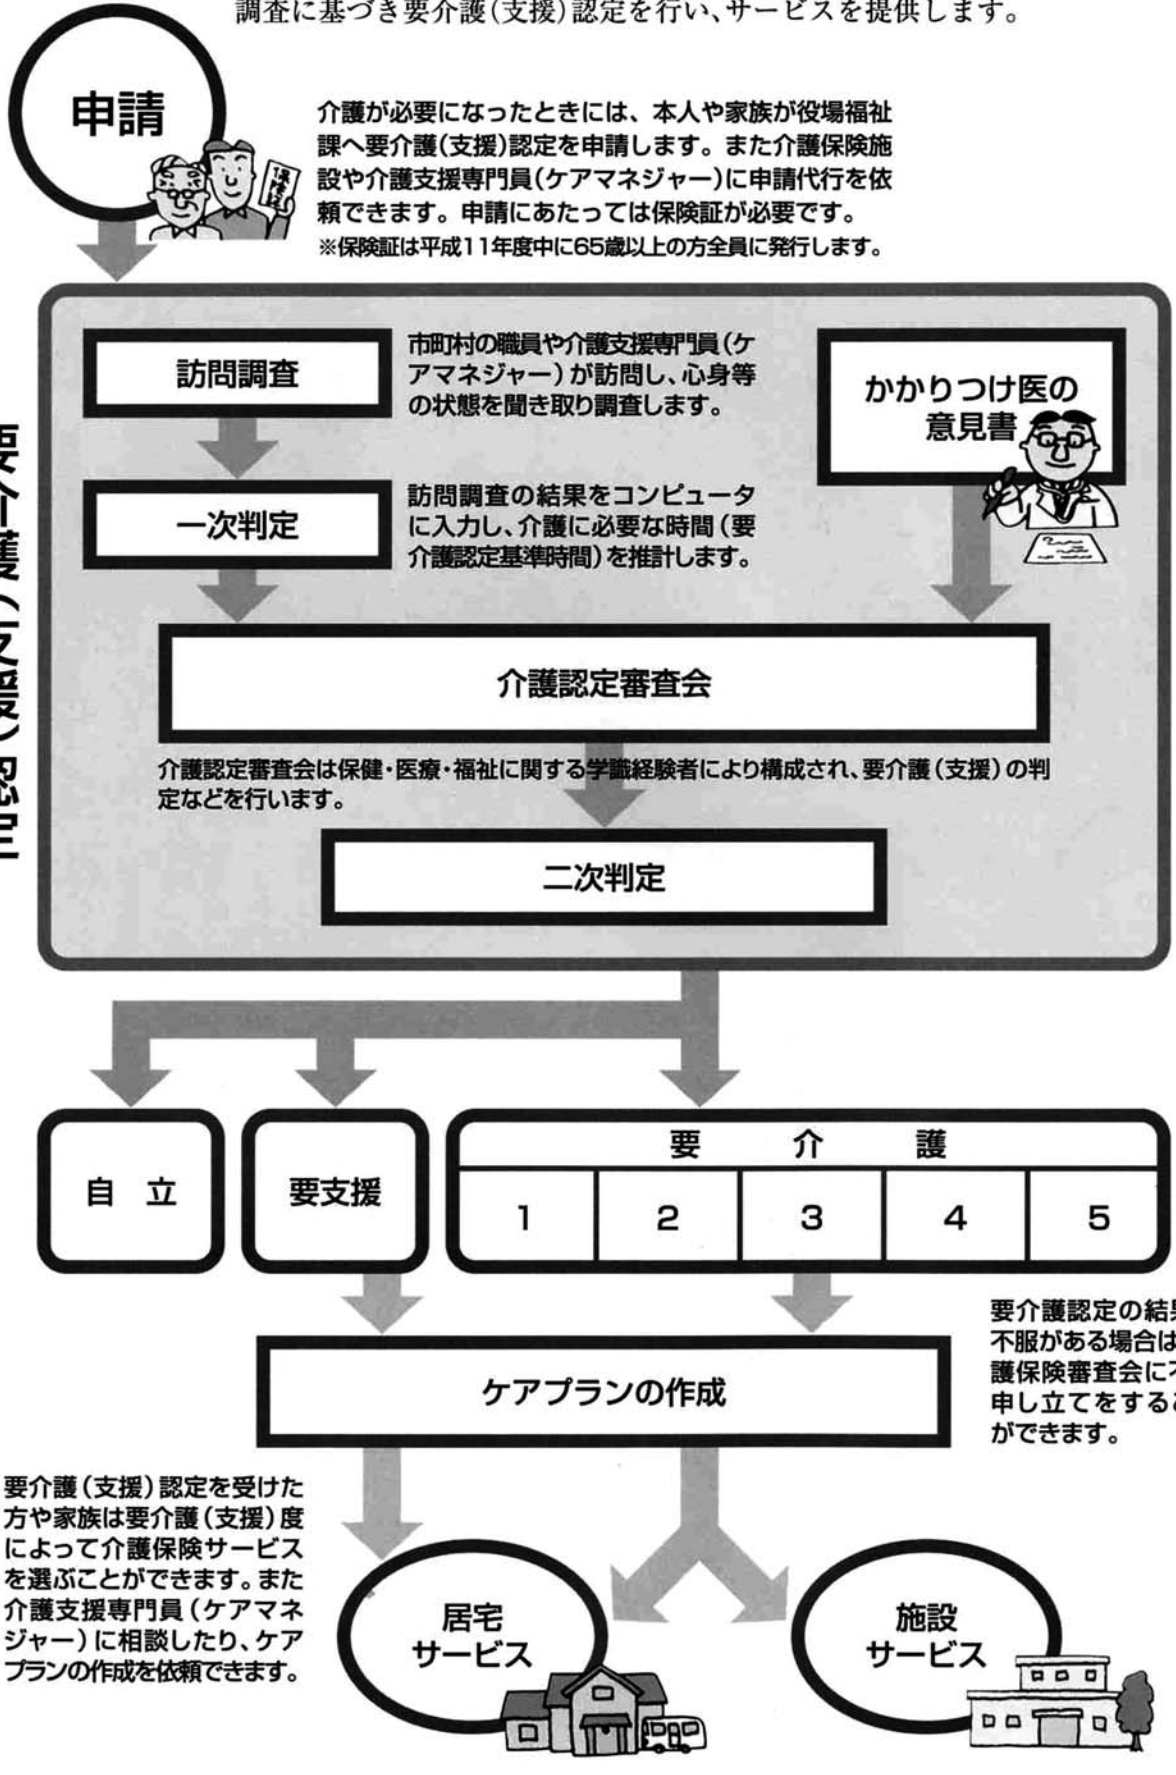 調査に基づき要介護(支援)認定を行い、サービスを提供します。
申請
保険証
介護が必要になったときには、本人や家族が役場福祉
課へ要介護(支援)認定を申請します。また介護保険施
設や介護支援専門員(ケアマネジャー)に申請代行を依
頼できます。申請にあたっては保険証が必要です。
※保険証は平成11年度中に65歳以上の方全員に発行します。
要介護(支援)認定
訪問調査
市町村の職員や介護支援専門員(ケ
アマネジャー)が訪問し、心身等
の状態を聞き取り調査します。
かかりつけ医の
意見書
一次判定
訪問調査の結果をコンピュータ
に入力し、介護に必要な時間(要
介護認定基準時間)を推計します。
介護認定審査会
介護認定審査会は保健・医療・福祉に関する学識経験者により構成され、要介護(支援)の判
定などを行います。
二次判定
自立
要支援
要介護
1 2 3 4 5
要介護認定の結
不服がある場合は
護保険審査会に
申し立てをする
ができます。
ケアプランの作成
要介護(支援)認定を受けた
方や家族は要介護(支援)度
によって介護保険サービス
を選ぶことができます。また
介護支援専門員(ケアマネ
ジャー)に相談したり、ケア
プランの作成を依頼できます。
居宅
サービス
施設
サービス